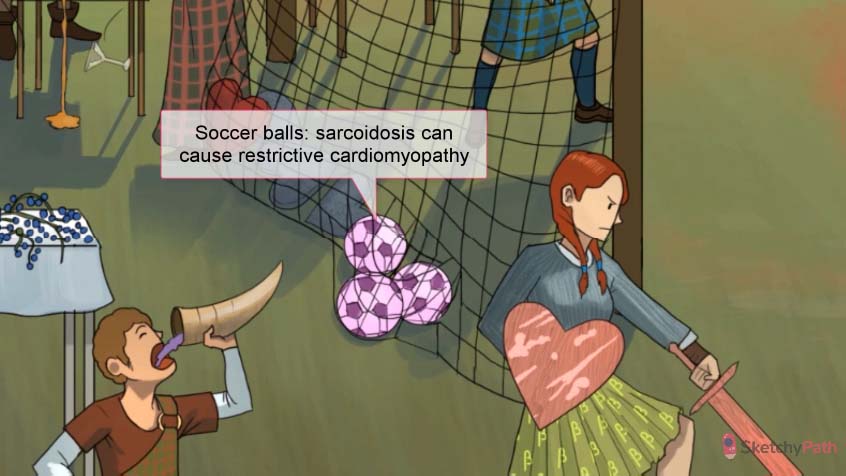 Soccer balls: sarcoidosis can
cause restrictive cardiomyopathy
β β β β β β β β β β β
SketchyPath